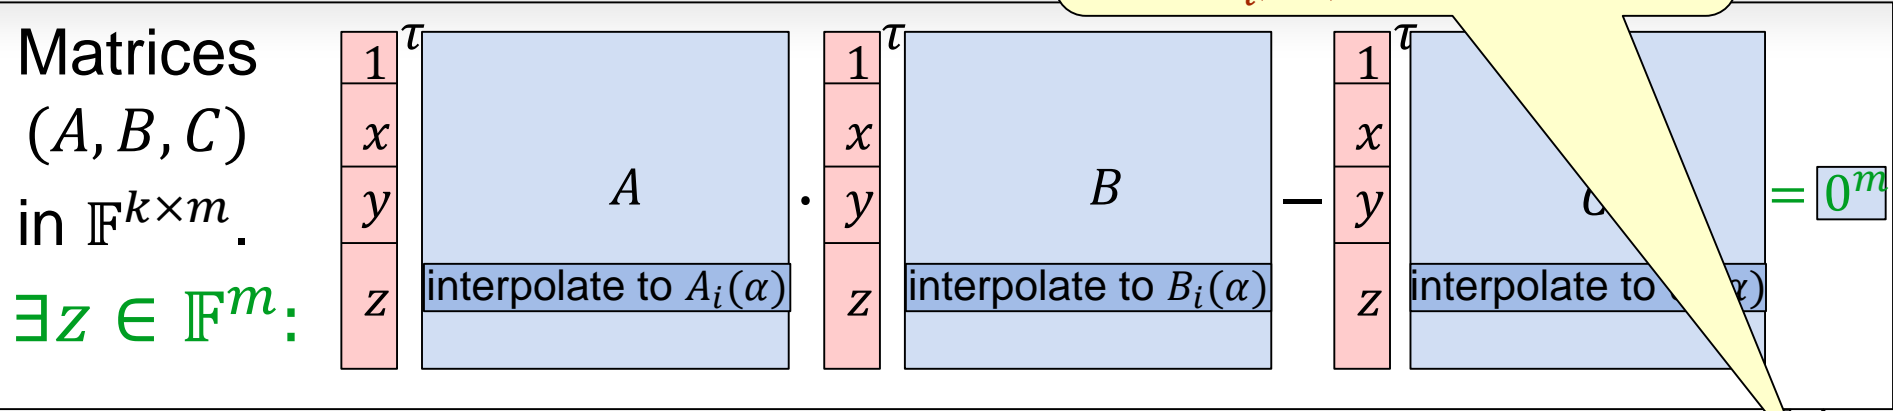 Matrices
(A, B, C)
in 𝔽^{k×m}.
∃z ∈ 𝔽^m:
1 τ
x
y
z
A
interpolate to A_i(α)
·
1 τ
x
y
z
B
interpolate to B_i(α)
−
1 τ
x
y
z
interpolate to
α)
= 0^m